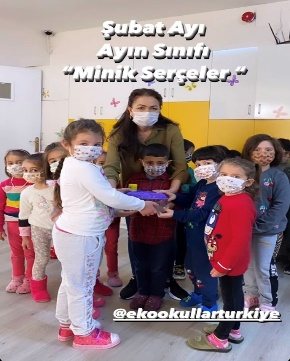 Şubat Ayı
Ayın Sınıfı
“Minik Serçeler “
@ekookullarturkiye